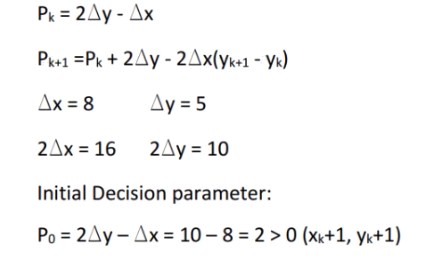 Pₖ = 2△y - △x
Pₖ₊₁ =Pₖ + 2△y - 2△x(yₖ₊₁ - yₖ)
△x = 8 △y = 5
2△x = 16 2△y = 10
Initial Decision parameter:
P₀ = 2△y – △x = 10 – 8 = 2 > 0 (xₖ+1, yₖ+1)